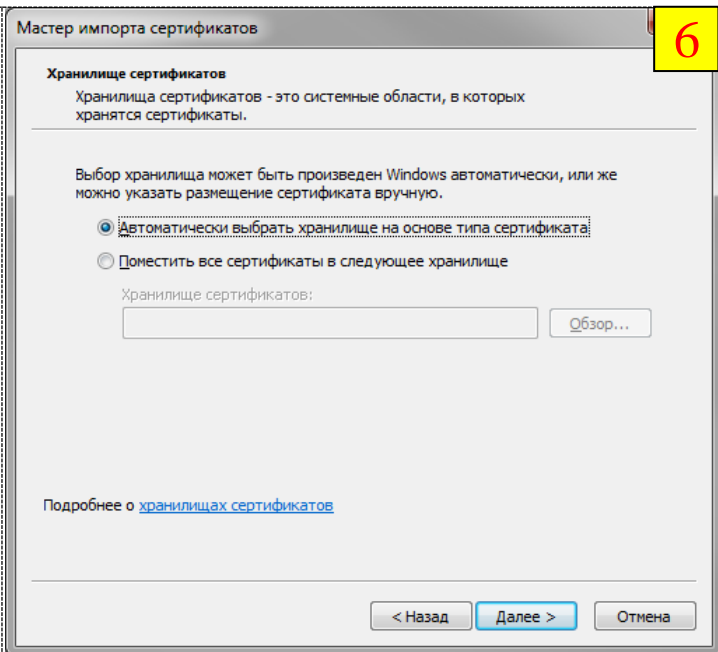 Мастер импорта сертификатов
6
Хранилище сертификатов
Хранилища сертификатов - это системные области, в которых
хранятся сертификаты.
Выбор хранилища может быть произведен Windows автоматически, или же
можно указать размещение сертификата вручную.
Автоматически выбрать хранилище на основе типа сертификата
Поместить все сертификаты в следующее хранилище
Хранилище сертификатов:
Обзор...
Подробнее о хранилищах сертификатов
< Назад
Далее >
Отмена